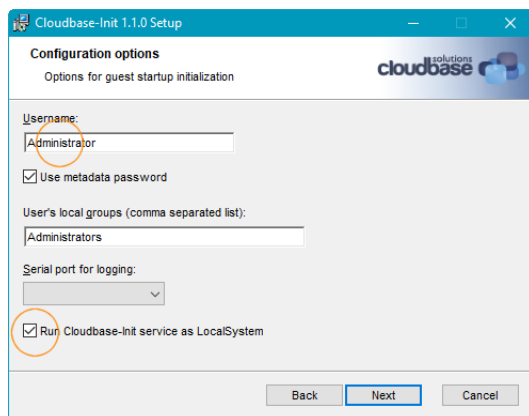 Cloudbase-Init 1.1.0 Setup
Configuration options
Options for guest startup initialization
cloudbase solutions
Username:
Administrator
Use metadata password
User's local groups (comma separated list):
Administrators
Serial port for logging:
Run Cloudbase-Init service as LocalSystem
Back Next Cancel